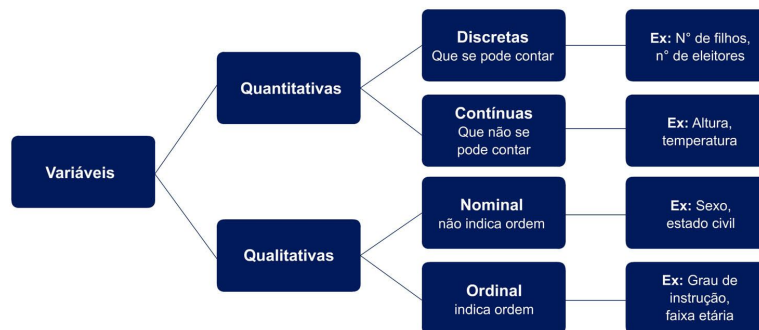 Variáveis
Quantitativas
Discretas
Que se pode contar
Ex: N° de filhos,
n° de eleitores
Contínuas
Que não se
pode contar
Ex: Altura,
temperatura
Qualitativas
Nominal
não indica ordem
Ex: Sexo,
estado civil
Ordinal
indica ordem
Ex: Grau de
instrução,
faixa etária